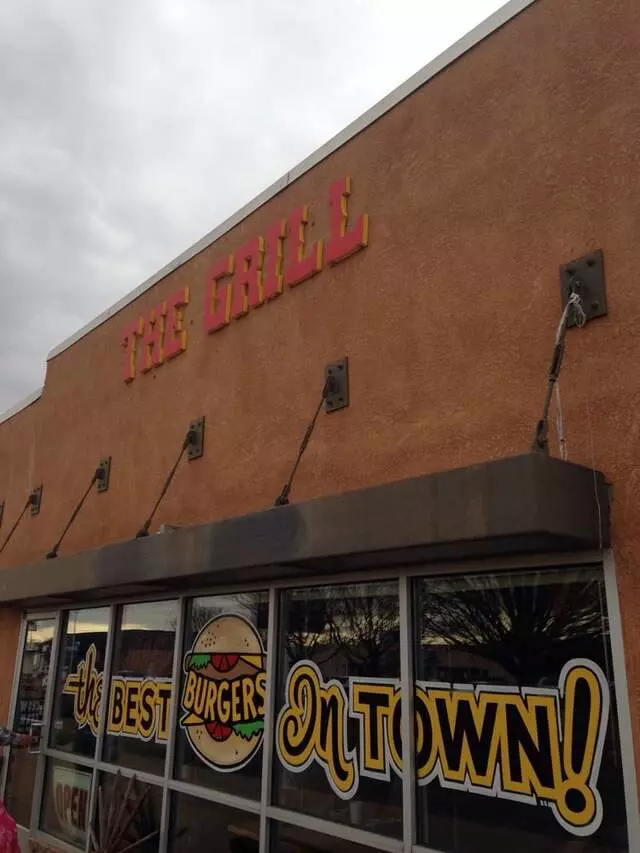 THE GRILL
the BEST BURGERS In TOWN!
OPEN